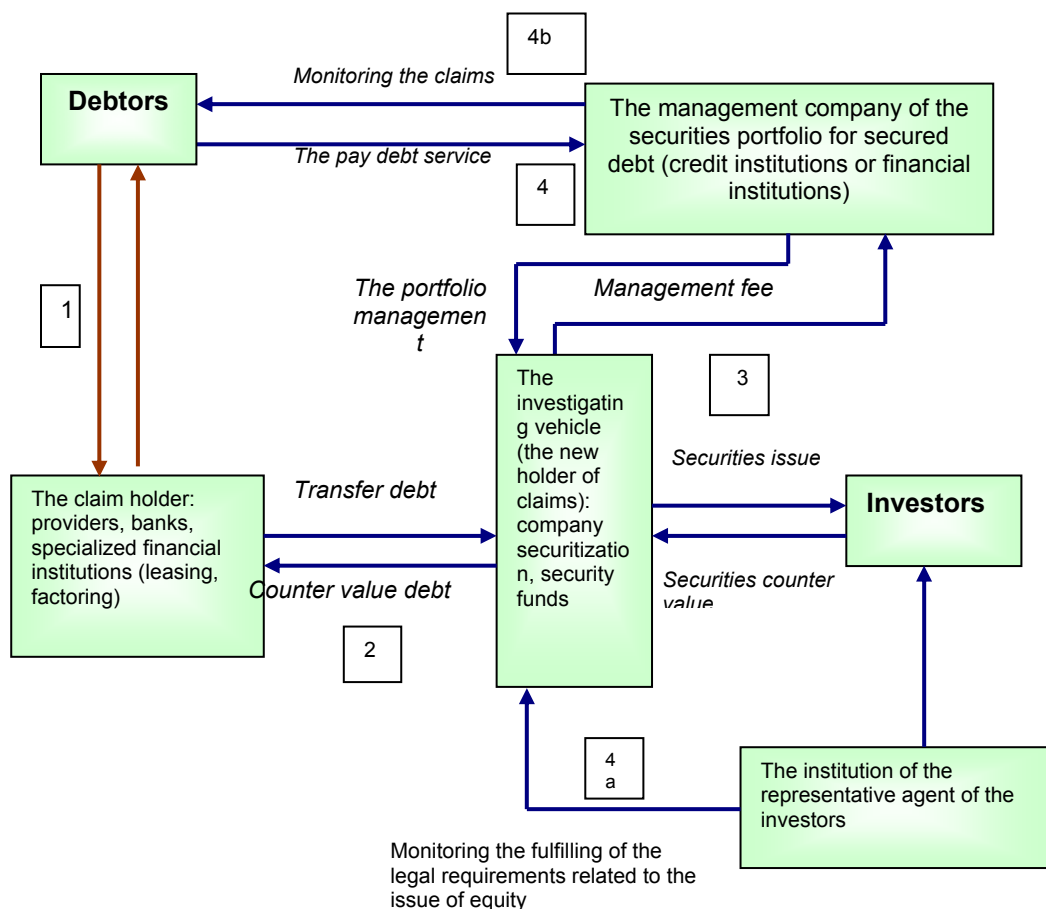 4b
Monitoring the claims
Debtors
The management company of the
securities portfolio for secured
debt (credit institutions or financial
institutions)
The pay debt service
4
The portfolio
managemen
t
Management fee
1
3
The
investigatin
g vehicle
(the new
holder of
claims):
company
securitizatio
n, security
funds
Securities issue
Investors
Securities counter
value
The claim holder:
providers, banks,
specialized financial
institutions (leasing,
factoring)
Transfer debt
Counter value debt
2
4
a
The institution of the
representative agent of the
investors
Monitoring the fulfilling of the
legal requirements related to the
issue of equity